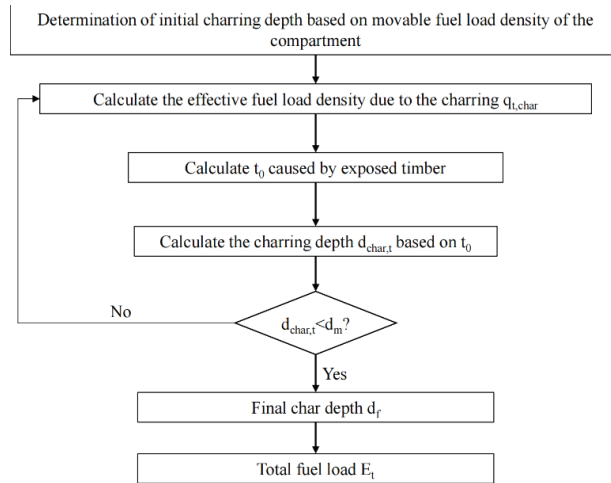 Determination of initial charring depth based on movable fuel load density of the
compartment
Calculate the effective fuel load density due to the charring q_t,char
Calculate t_0 caused by exposed timber
Calculate the charring depth d_char,t based on t_0
No
d_char,t<d_m?
Yes
Final char depth d_f
Total fuel load E_t